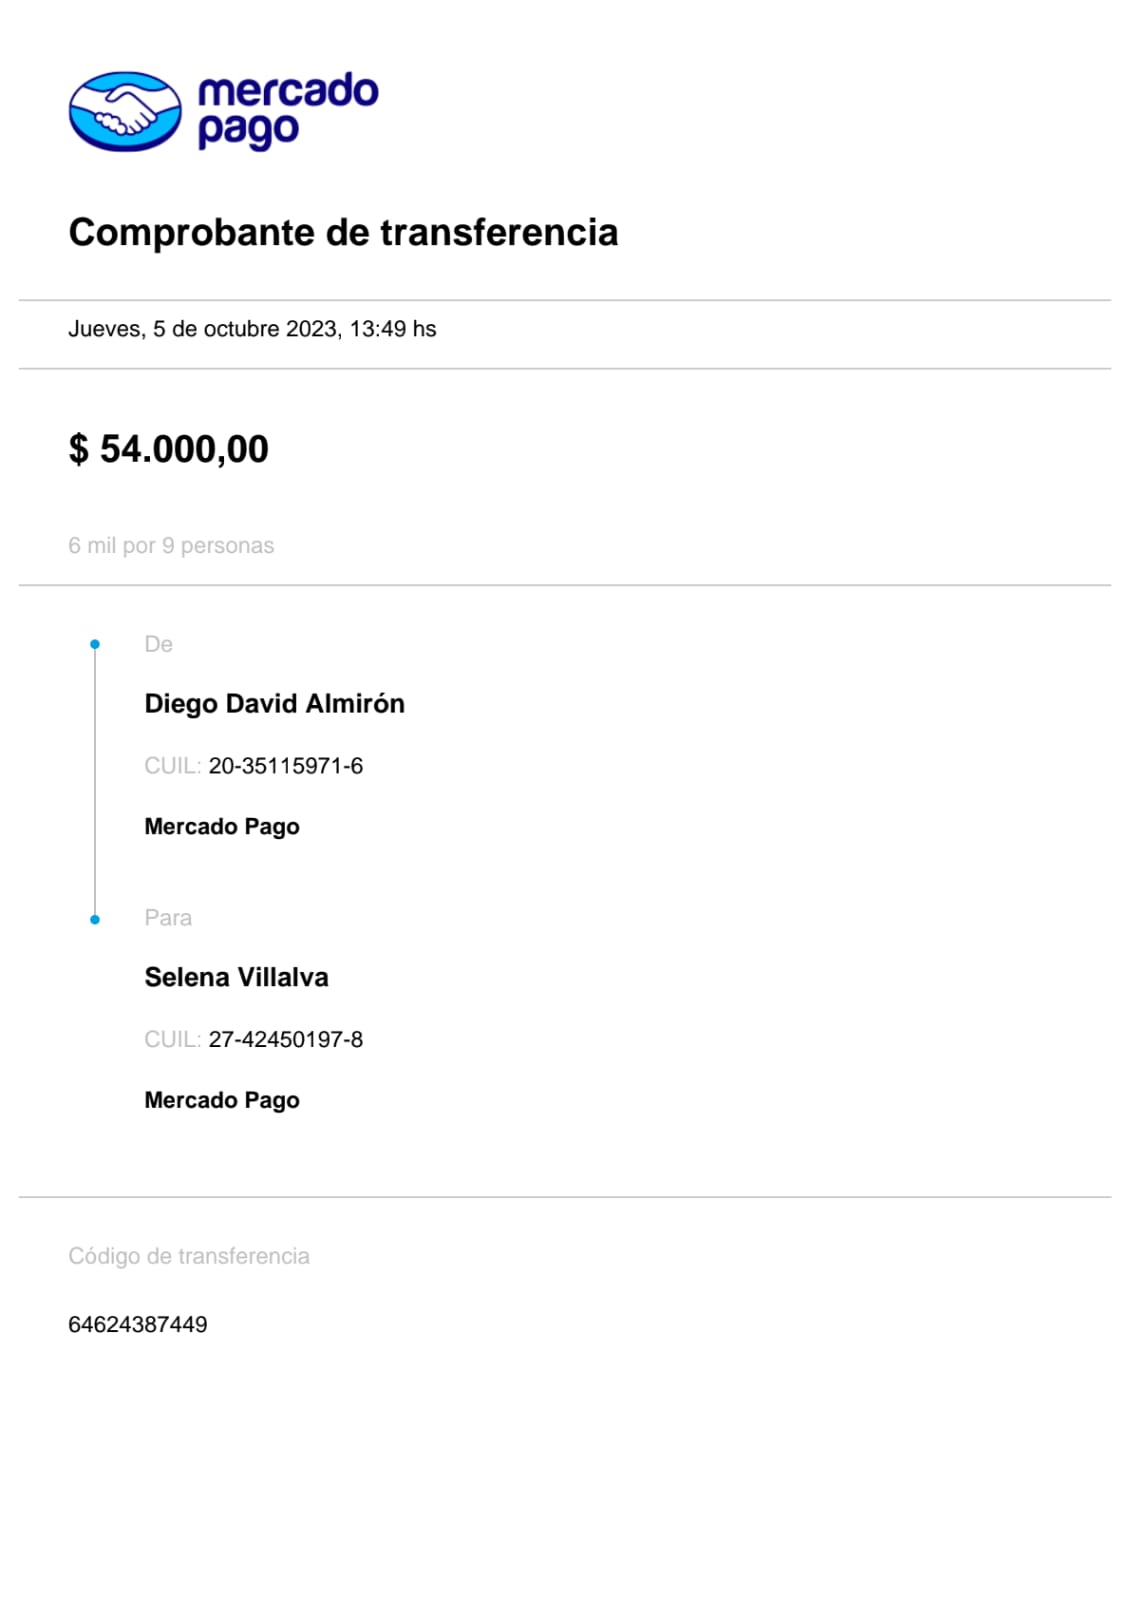 mercado
pago
Comprobante de transferencia
Jueves, 5 de octubre 2023, 13:49 hs
$ 54.000,00
6 mil por 9 personas
De
Diego David Almirón
CUIL: 20-35115971-6
Mercado Pago
Para
Selena Villalva
CUIL: 27-42450197-8
Mercado Pago
Código de transferencia
64624387449